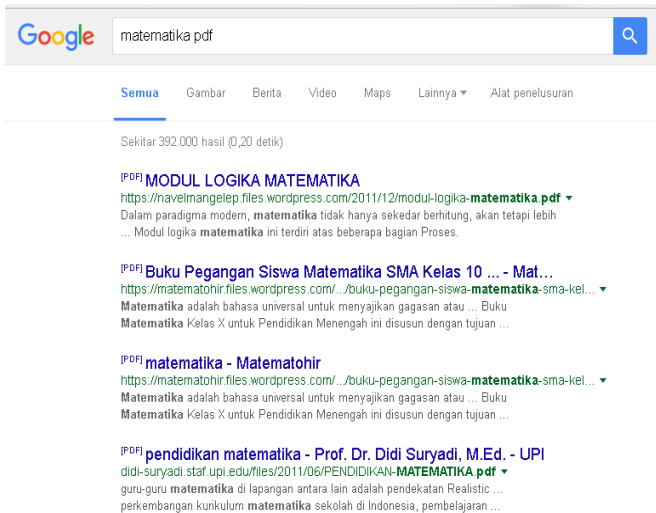 Google matematika pdf
Semua Gambar Berita Video Maps Lainnya Alat penelusuran
Sekitar 392.000 hasil (0,20 detik)
[PDF] MODUL LOGIKA MATEMATIKA
https://navelmangelep.files.wordpress.com/2011/12/modul-logika-matematika.pdf
Dalam paradigma modern, matematika tidak hanya sekedar berhitung, akan tetapi lebih
... Modul logika matematika ini terdiri atas beberapa bagian Proses.
[PDF] Buku Pegangan Siswa Matematika SMA Kelas 10 ... - Mat...
https://matematohir.files.wordpress.com/.../buku-pegangan-siswa-matematika-sma-kel...
Matematika adalah bahasa universal untuk menyajikan gagasan atau ... Buku
Matematika Kelas X untuk Pendidikan Menengah ini disusun dengan tujuan ...
[PDF] matematika - Matematohir
https://matematohir.files.wordpress.com/.../buku-pegangan-siswa-matematika-sma-kel...
Matematika adalah bahasa universal untuk menyajikan gagasan atau ... Buku
Matematika Kelas X untuk Pendidikan Menengah ini disusun dengan tujuan ...
[PDF] pendidikan matematika - Prof. Dr. Didi Suryadi, M.Ed. - UPI
didi-suryadi.staf.upi.edu/files/2011/06/PENDIDIKAN-MATEMATIKA.pdf
guru-guru matematika di lapangan antara lain adalah pendekatan Realistic ...
perkembangan kurikulum matematika sekolah di Indonesia, pembelajaran ...